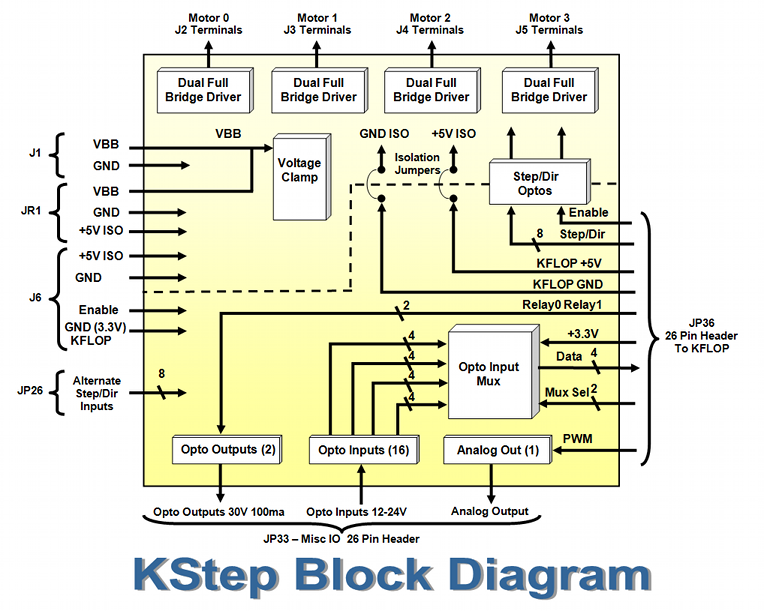 Motor 0
J2 Terminals
Motor 1
J3 Terminals
Motor 2
J4 Terminals
Motor 3
J5 Terminals
Dual Full
Bridge Driver
Dual Full
Bridge Driver
Dual Full
Bridge Driver
Dual Full
Bridge Driver
J1
VBB
GND
VBB
Voltage
Clamp
GND ISO
+5V ISO
Isolation
Jumpers
Step/Dir
Optos
JR1
VBB
GND
+5V ISO
J6
+5V ISO
GND
Enable
GND (3.3V)
KFLOP
JP26
Alternate
Step/Dir
Inputs
8
Enable
8
Step/Dir
KFLOP +5V
KFLOP GND
2
Relay0 Relay1
JP36
26 Pin Header
To KFLOP
+3.3V
Data
4
Mux Sel
2
PWM
4
4
4
4
Opto Input
Mux
Opto Outputs (2)
Opto Inputs (16)
Analog Out (1)
Opto Outputs 30V 100ma
Opto Inputs 12-24V
Analog Output
JP33 – Misc IO 26 Pin Header
KStep Block Diagram